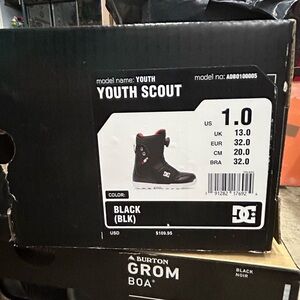 model name: YOUTH
model no: ADBO100005
YOUTH SCOUT
US 1.0
UK 13.0
EUR 32.0
CM 20.0
BRA 32.0
COLOR:
BLACK
(BLK)
USD $109.95
DC
BURTON
GROM
BOA
BLACK
NOIR